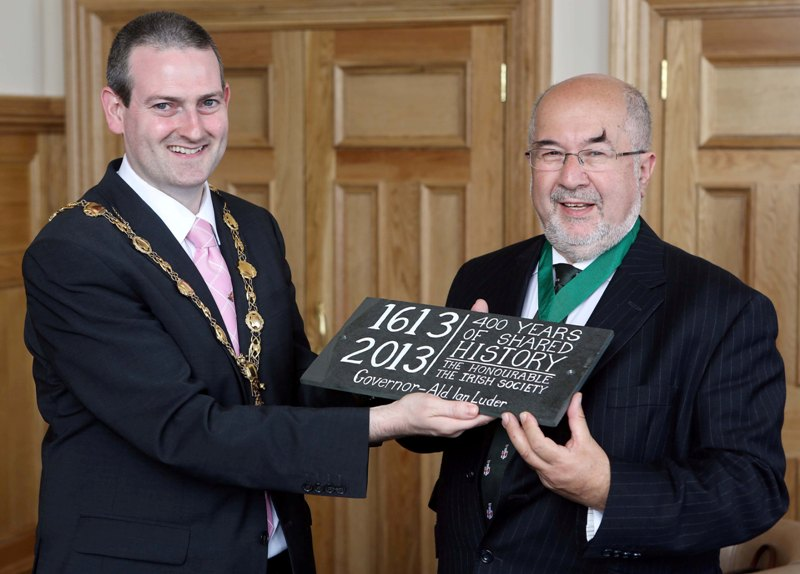 1613
2013
400 YEARS
OF SHARED
HISTORY
THE HONOURABLE
THE IRISH SOCIETY
Governor-Ald Ian Luder